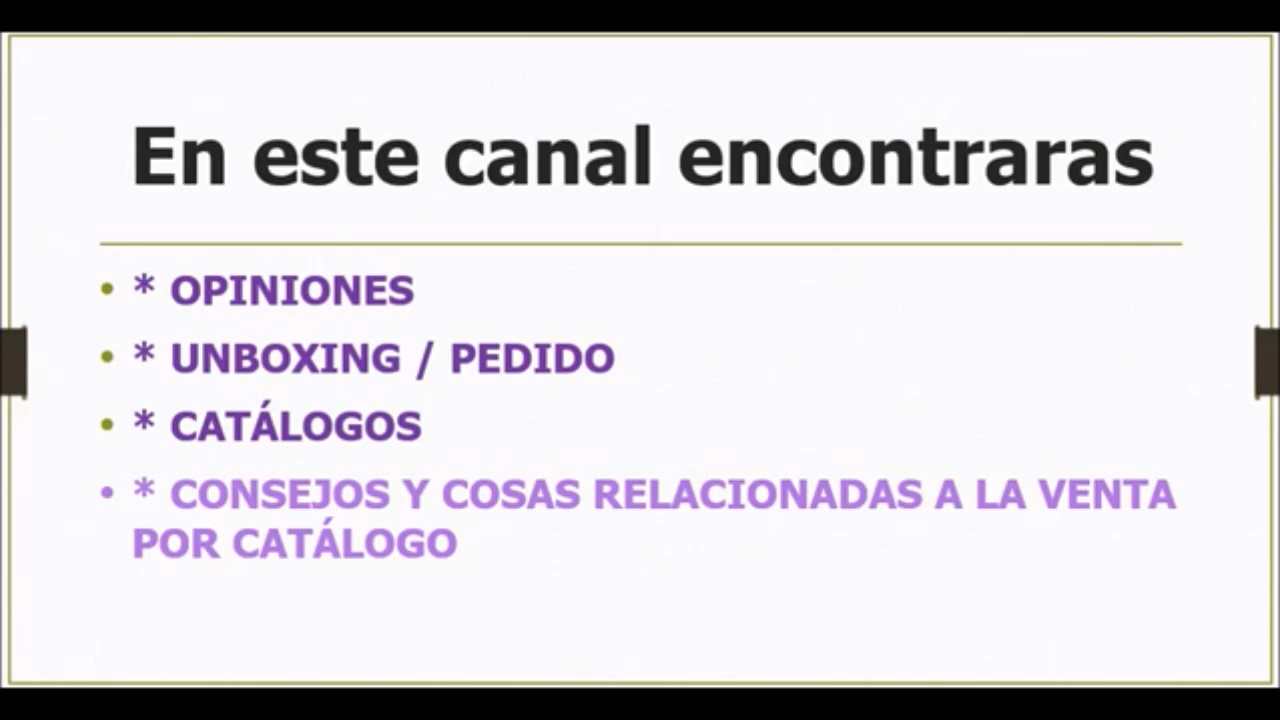 En este canal encontraras
• * OPINIONES
• * UNBOXING / PEDIDO
• * CATÁLOGOS
• * CONSEJOS Y COSAS RELACIONADAS A LA VENTA
POR CATÁLOGO